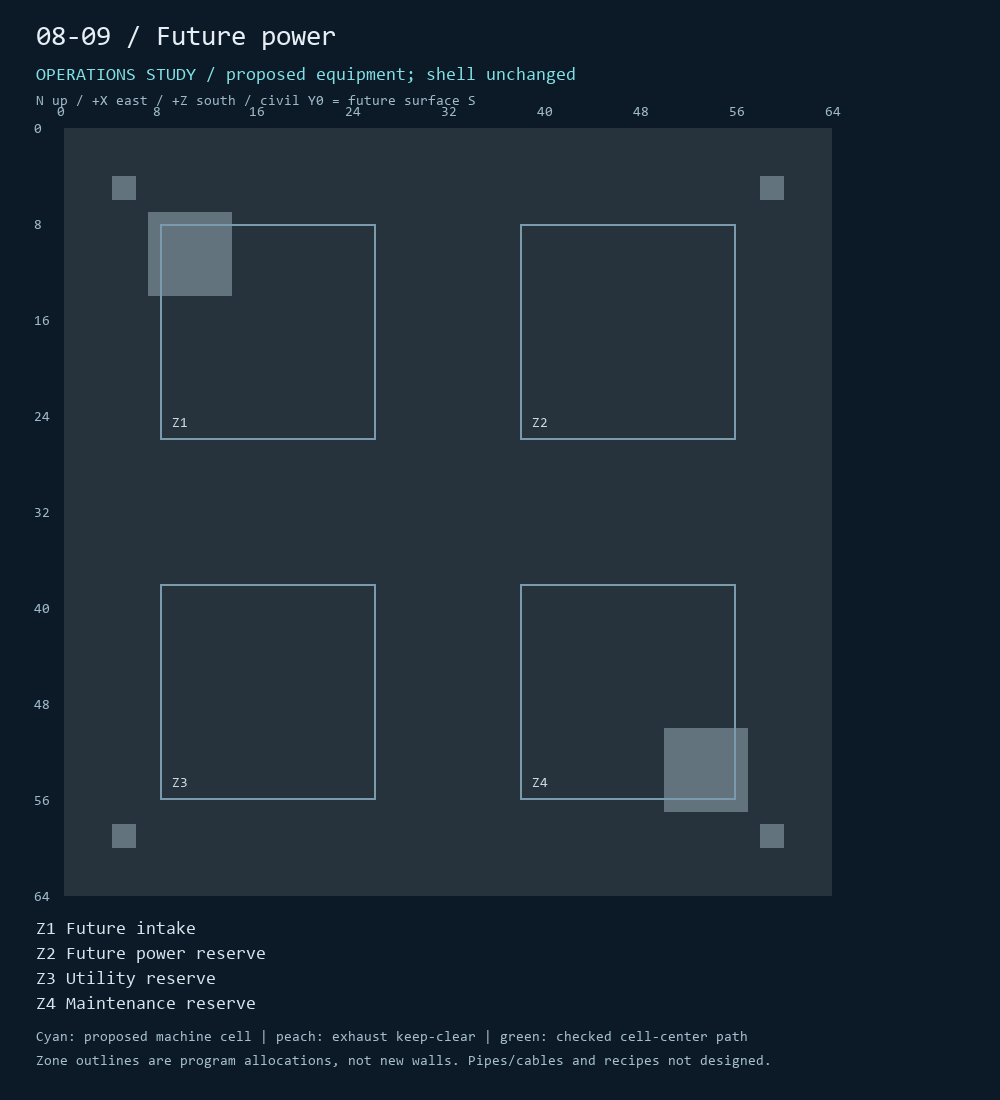 08-09 / Future power
OPERATIONS STUDY / proposed equipment; shell unchanged
N up / +X east / +Z south / civil Y0 = future surface S
0 8 16 24 32 40 48 56 64
0
8
16
24
Z1 Z2
32
40
48
Z3 Z4
56
64
Z1 Future intake
Z2 Future power reserve
Z3 Utility reserve
Z4 Maintenance reserve
Cyan: proposed machine cell | peach: exhaust keep-clear | green: checked cell-center path
Zone outlines are program allocations, not new walls. Pipes/cables and recipes not designed.